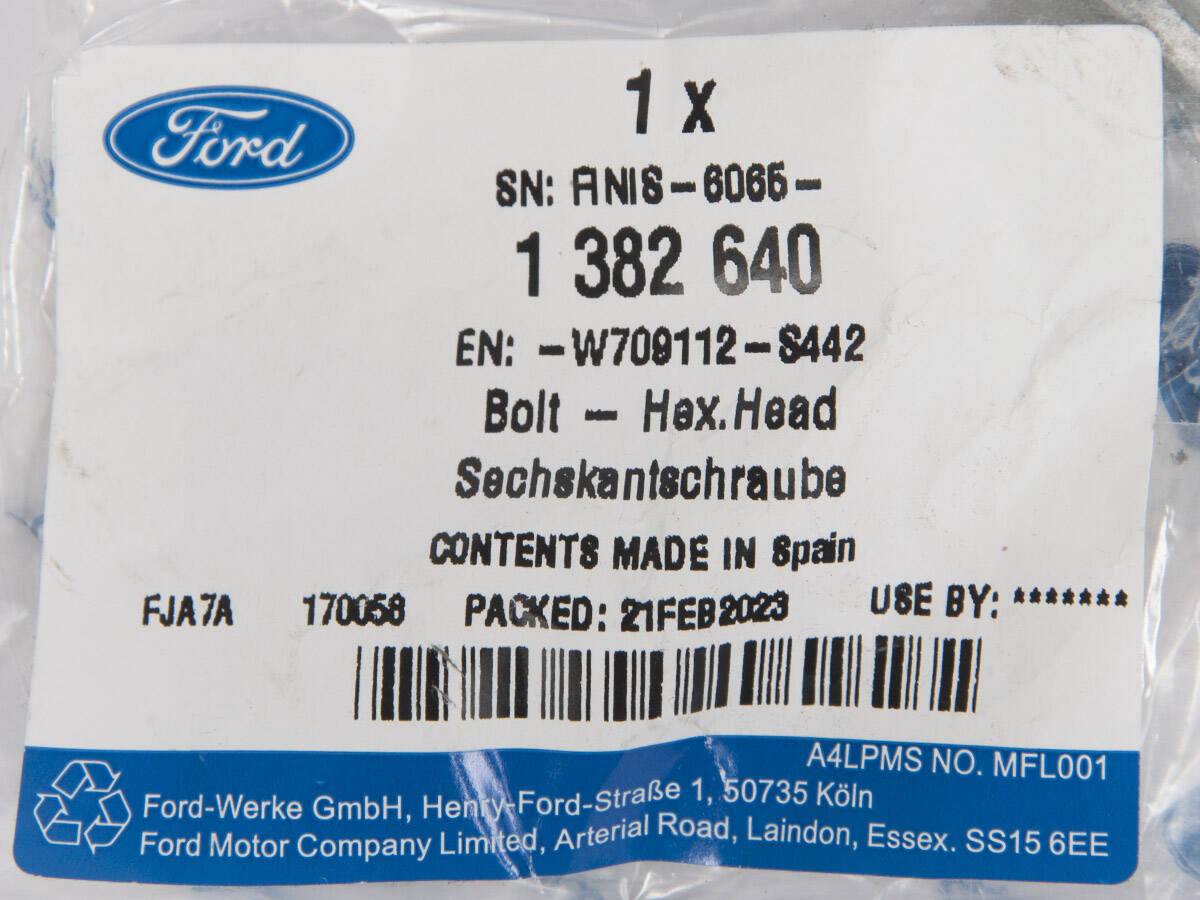 Ford
1 x
SN: FINIS-6065-
1 382 640
EN: -W709112-S442
Bolt - Hex.Head
Sechskantschraube
CONTENTS MADE IN Spain
FJA7A 170058 PACKED: 21FEB2023 USE BY: *******
A4LPMS NO. MFL001
Ford-Werke GmbH, Henry-Ford-Straße 1, 50735 Köln
Ford Motor Company Limited, Arterial Road, Laindon, Essex. SS15 6EE